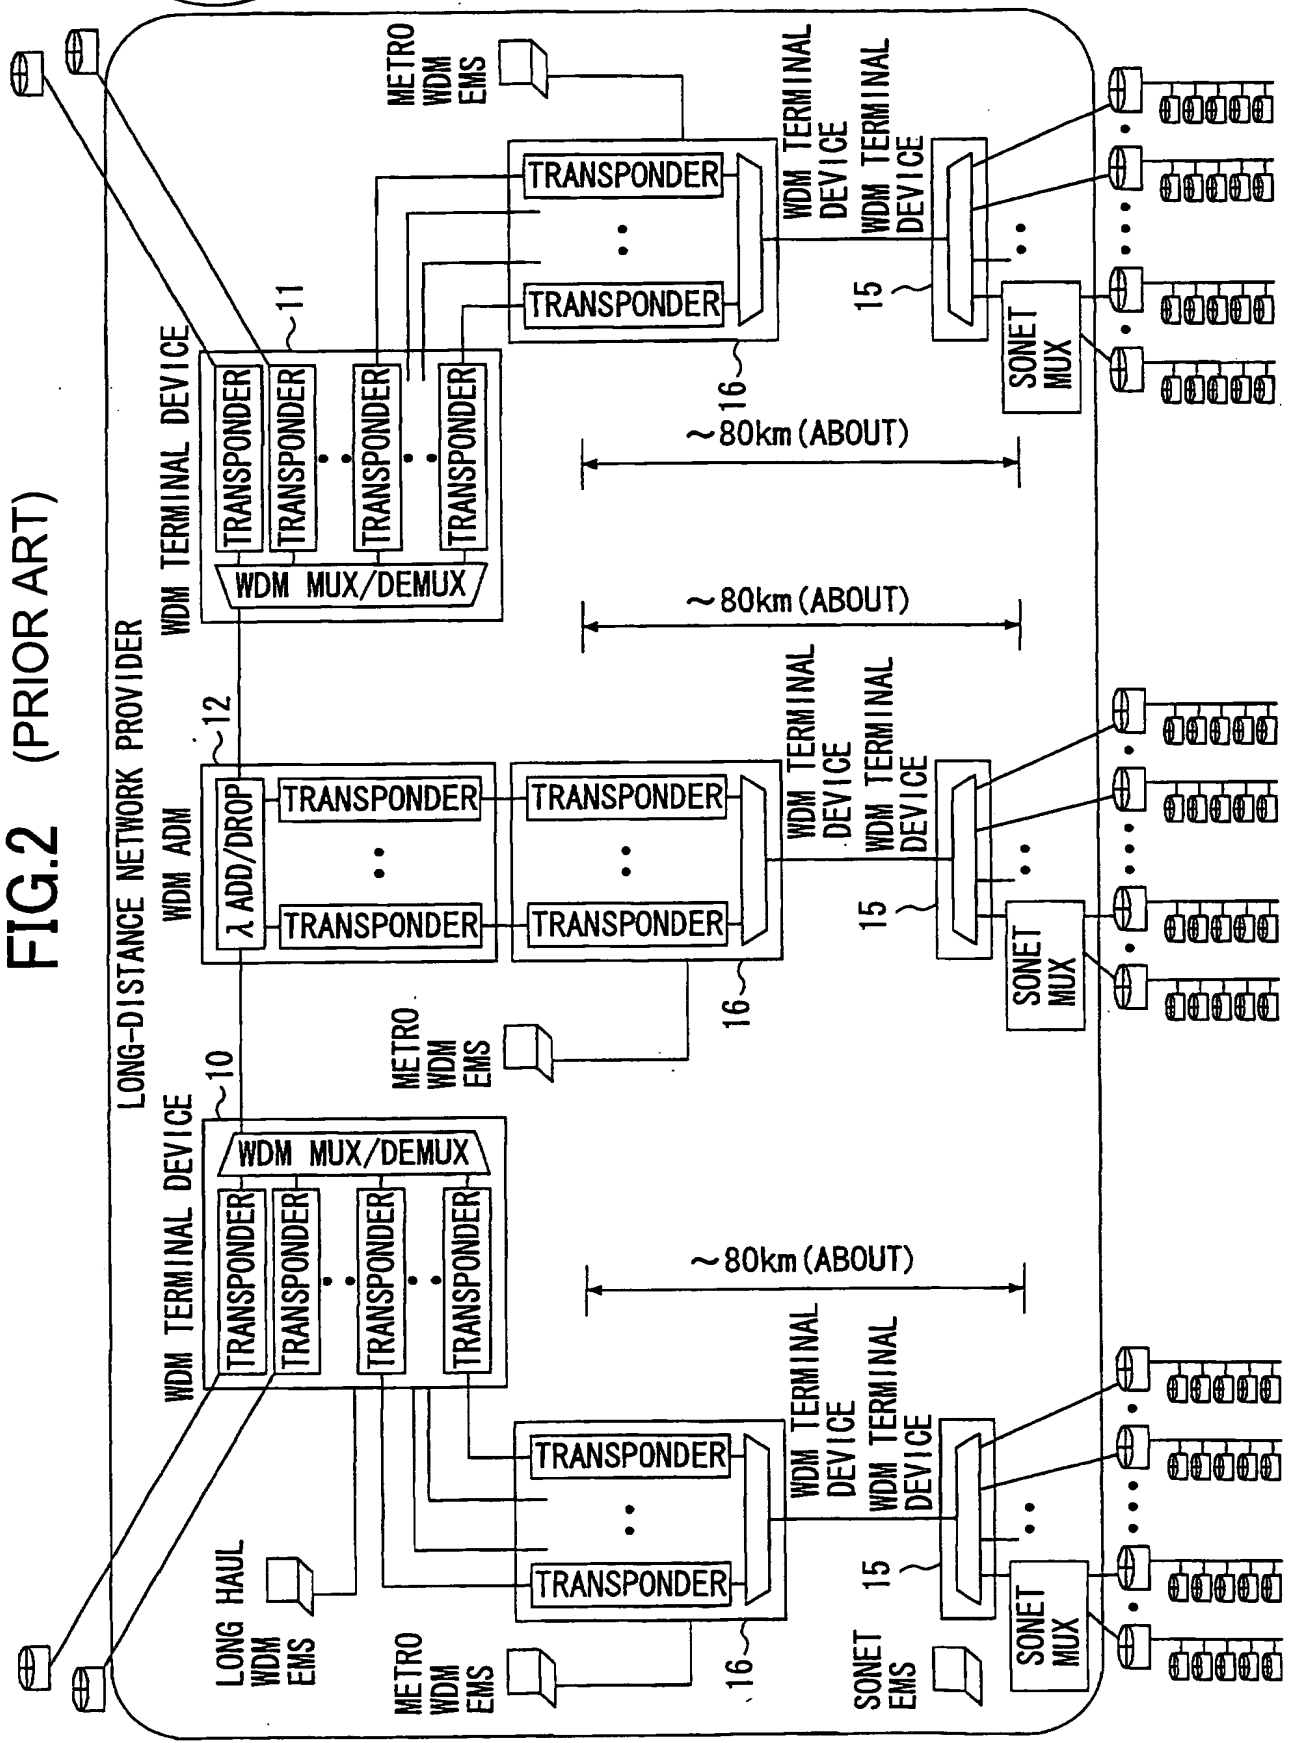 FIG.2 (PRIOR ART)
LONG-DISTANCE NETWORK PROVIDER
WDM TERMINAL DEVICE
10
TRANSPONDER
TRANSPONDER
TRANSPONDER
TRANSPONDER
WDM MUX/DEMUX
WDM ADM
12
λ ADD/DROP
TRANSPONDER
TRANSPONDER
WDM TERMINAL DEVICE
11
WDM MUX/DEMUX
TRANSPONDER
TRANSPONDER
TRANSPONDER
TRANSPONDER
LONG HAUL
WDM
EMS
METRO
WDM
EMS
TRANSPONDER
TRANSPONDER
16
WDM TERMINAL
DEVICE
WDM TERMINAL
DEVICE
15
~80km(ABOUT)
SONET
EMS
SONET
MUX
METRO
WDM
EMS
TRANSPONDER
TRANSPONDER
16
WDM TERMINAL
DEVICE
WDM TERMINAL
DEVICE
15
~80km(ABOUT)
SONET
MUX
METRO
WDM
EMS
TRANSPONDER
TRANSPONDER
16
WDM TERMINAL
DEVICE
WDM TERMINAL
DEVICE
15
~80km(ABOUT)
SONET
MUX